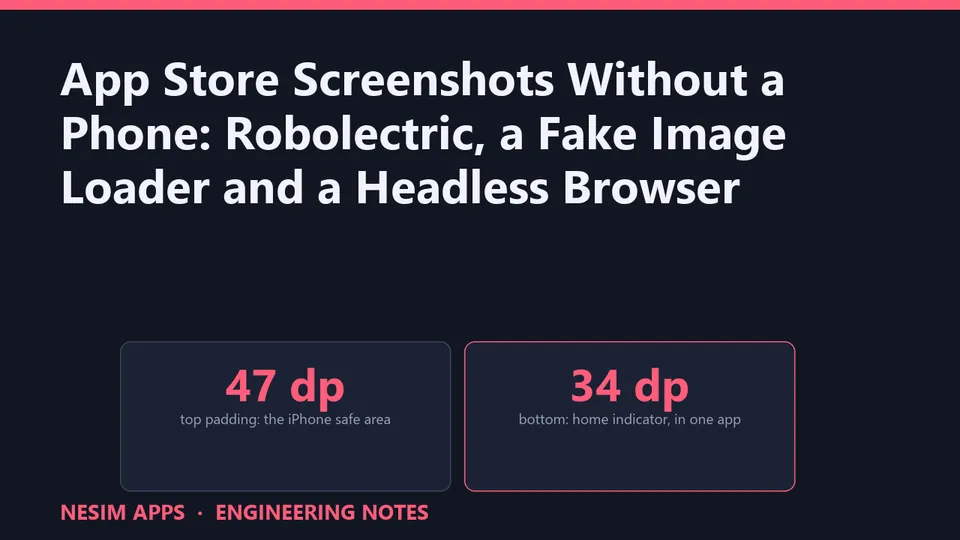 App Store Screenshots Without a
Phone: Robolectric, a Fake Image
Loader and a Headless Browser
47 dp
top padding: the iPhone safe area
34 dp
bottom: home indicator, in one app
NESIM APPS · ENGINEERING NOTES